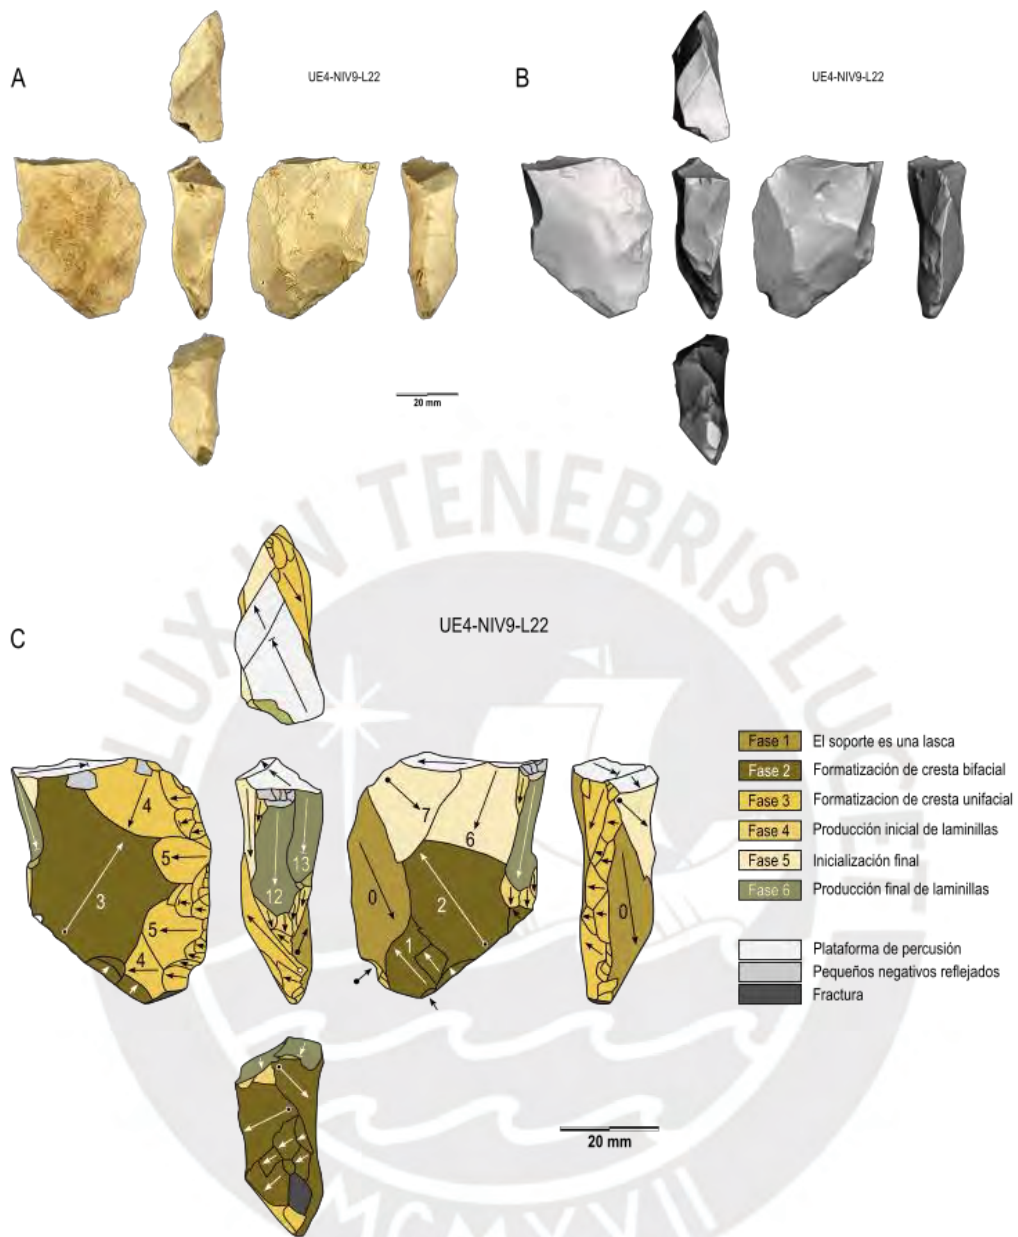 A
UE4-NIV9-L22
B
UE4-NIV9-L22
20 mm
LUX IN TENEBRIS LUCET
C
UE4-NIV9-L22
4
5
3
5
4
12
13
7
6
0
2
1
0
Fase 1 El soporte es una lasca
Fase 2 Formatización de cresta bifacial
Fase 3 Formatizacion de cresta unifacial
Fase 4 Producción inicial de laminillas
Fase 5 Inicialización final
Fase 6 Producción final de laminillas
Plataforma de percusión
Pequeños negativos reflejados
Fractura
20 mm
MCMXVII